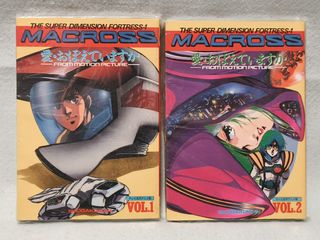 THE SUPER DIMENSION FORTRESS-1
MACROSS
愛・おぼえていますか
FROM MOTION PICTURE
VOL.1
THE SUPER DIMENSION FORTRESS-1
MACROSS
愛・おぼえていますか
FROM MOTION PICTURE
VOL.2